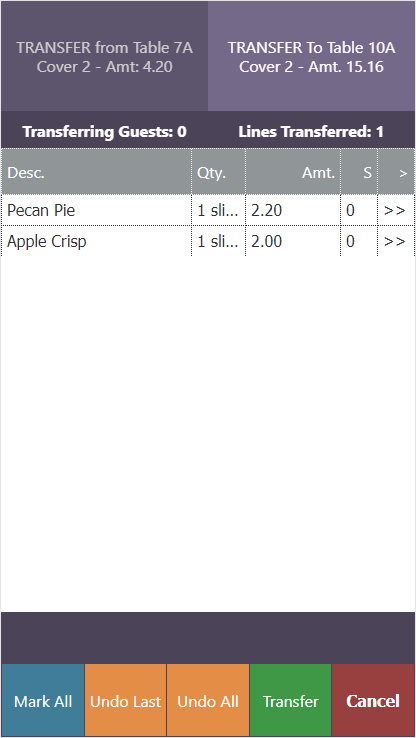 TRANSFER from Table 7A
Cover 2 - Amt: 4.20
TRANSFER To Table 10A
Cover 2 - Amt. 15.16
Transferring Guests: 0
Lines Transferred: 1
Desc. Qty. Amt. S >
Pecan Pie 1 sli... 2.20 0 >>
Apple Crisp 1 sli... 2.00 0 >>
Mark All Undo Last Undo All Transfer Cancel